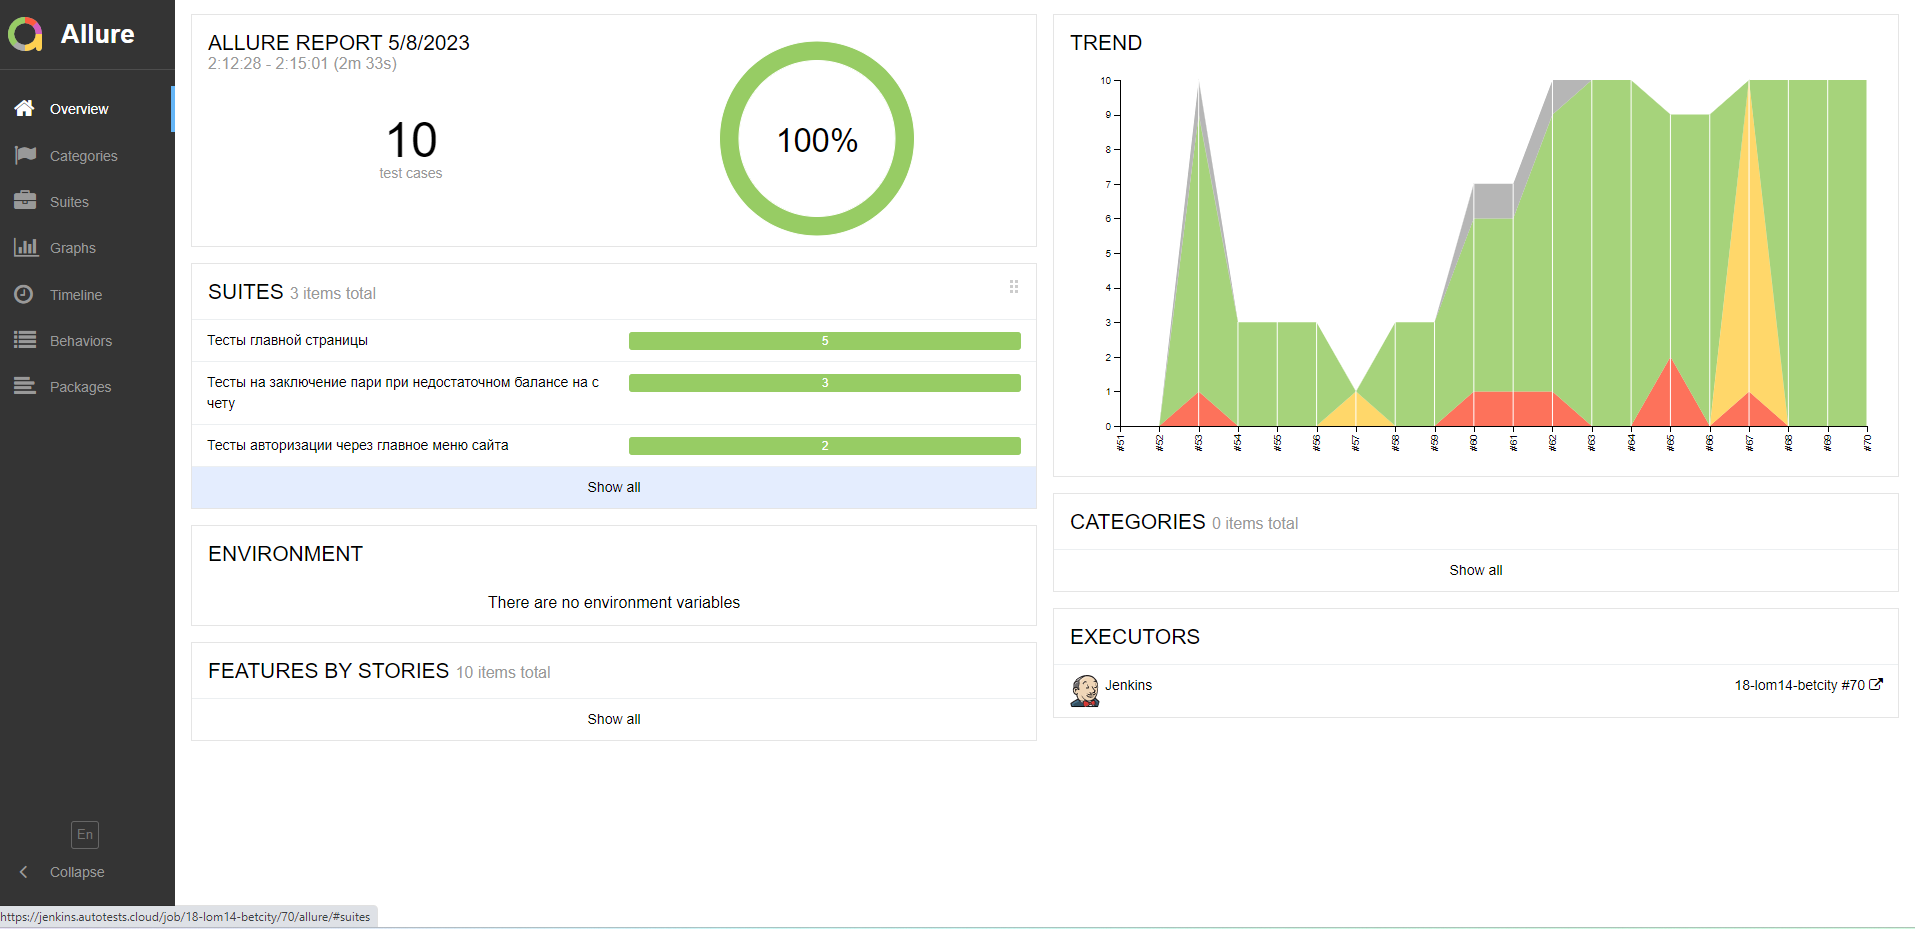 Allure
Overview
Categories
Suites
Graphs
Timeline
Behaviors
Packages
En
Collapse
ALLURE REPORT 5/8/2023
2:12:28 - 2:15:01 (2m 33s)
10
test cases
100%
SUITES 3 items total
Тесты главной страницы 5
Тесты на заключение пари при недостаточном балансе на с 3
чету
Тесты авторизации через главное меню сайта 2
Show all
ENVIRONMENT
There are no environment variables
FEATURES BY STORIES 10 items total
Show all
TREND
10
9
8
7
6
5
4
3
2
1
0
#51 #52 #53 #54 #55 #56 #57 #58 #59 #60 #61 #62 #63 #64 #65 #66 #67 #68 #69 #70
CATEGORIES 0 items total
Show all
EXECUTORS
Jenkins 18-lom14-betcity #70
https://jenkins.autotests.cloud/job/18-lom14-betcity/70/allure/#suites